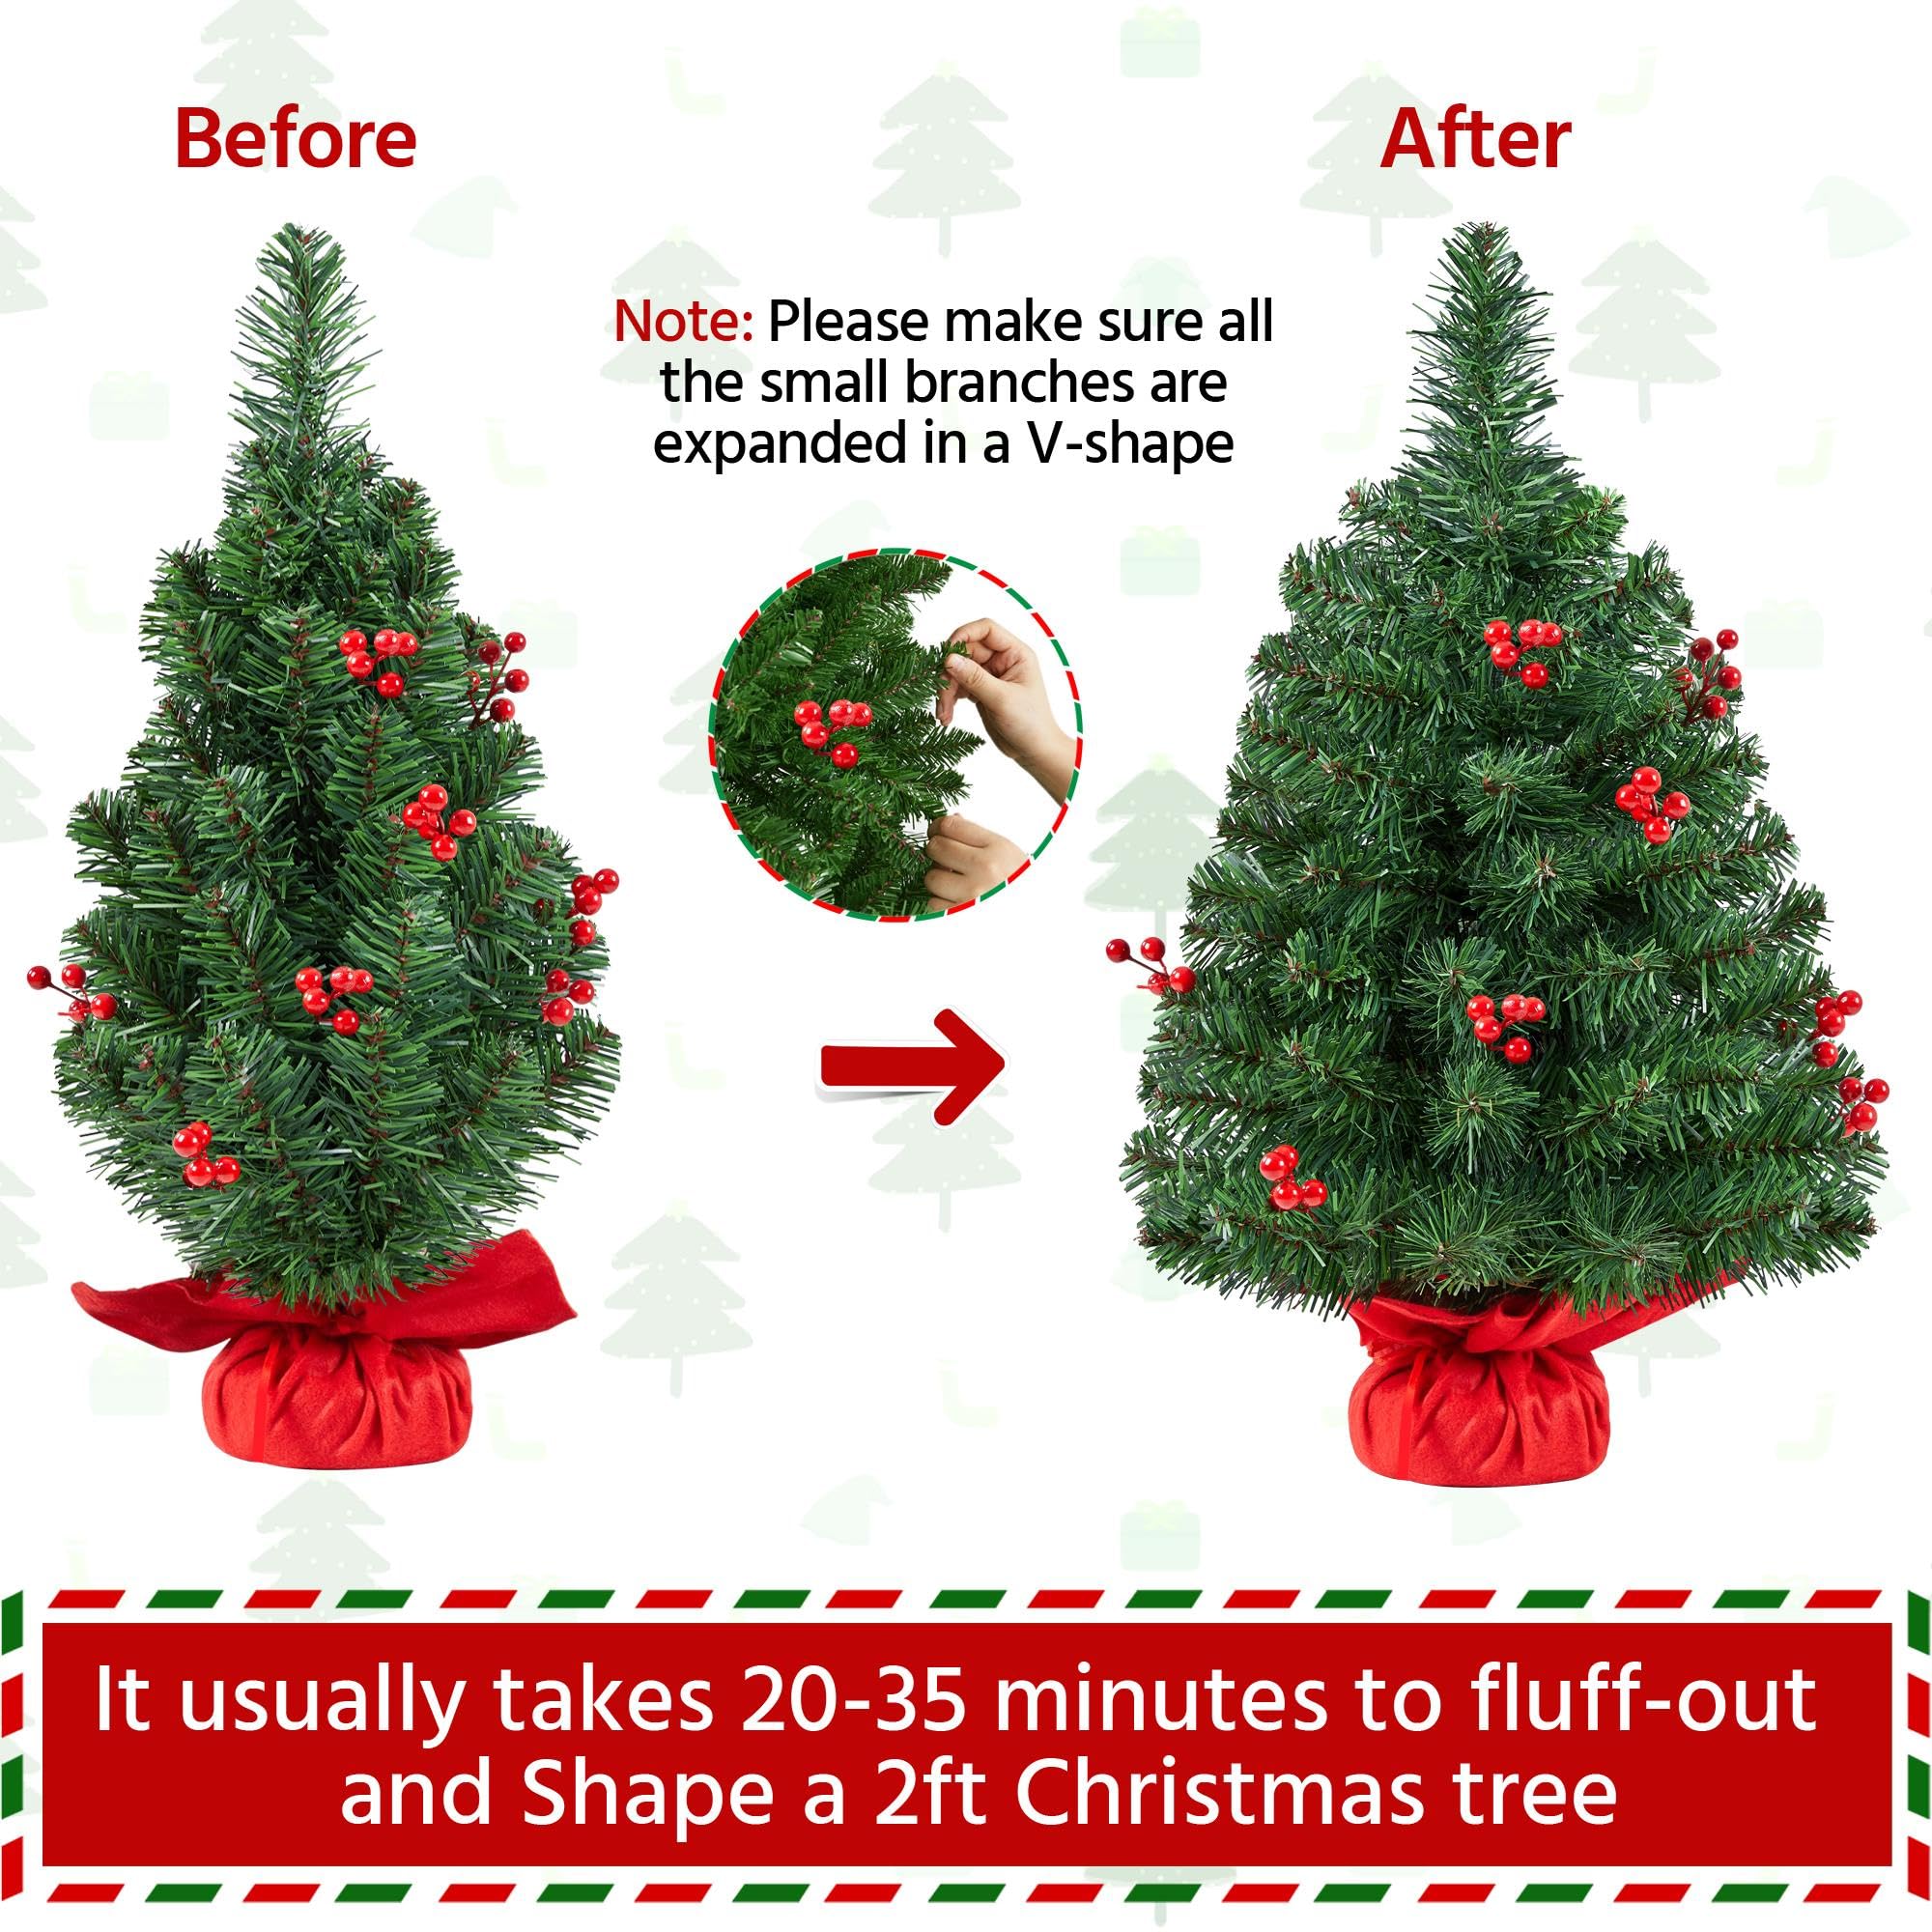 Before
After
Note: Please make sure all
the small branches are
expanded in a V-shape
It usually takes 20-35 minutes to fluff-out
and Shape a 2ft Christmas tree